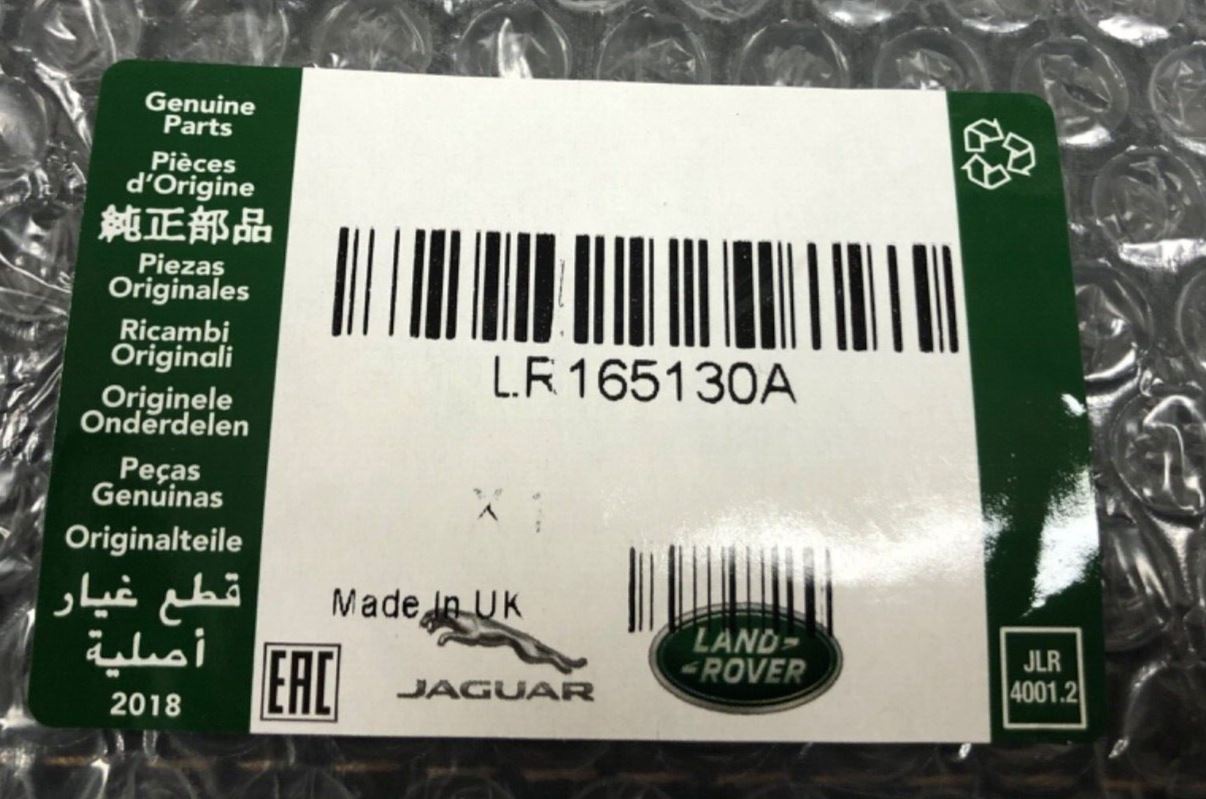 Genuine
Parts
Pièces
d'Origine
純正部品
Piezas
Originales
Ricambi
Originali
Originele
Onderdelen
Peças
Genuinas
Originalteile
قطع غيار
أصلية
2018
LR165130A
X 1
Made In UK
EAC
JAGUAR
LAND-
-ROVER
JLR
4001.2